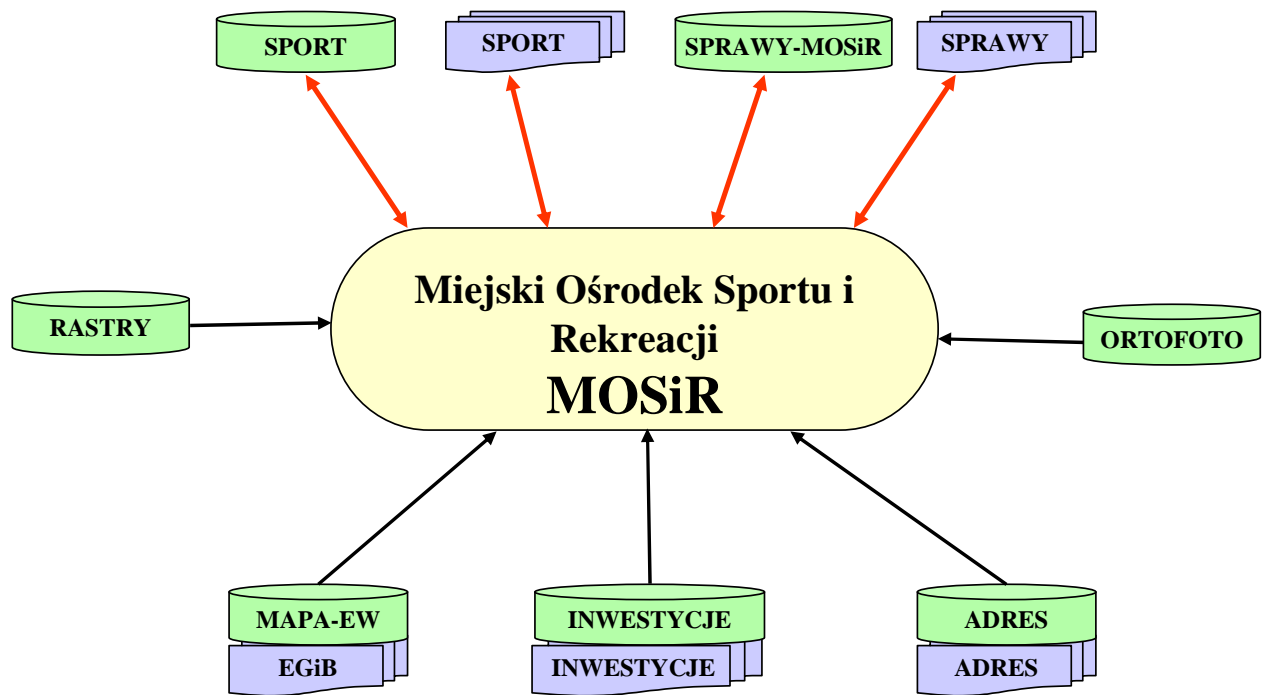 SPORT
SPORT
SPRAWY-MOSiR
SPRAWY
Miejski Ośrodek Sportu i
Rekreacji
MOSiR
RASTRY
ORTOFOTO
MAPA-EW
INWESTYCJE
ADRES
EGiB
INWESTYCJE
ADRES